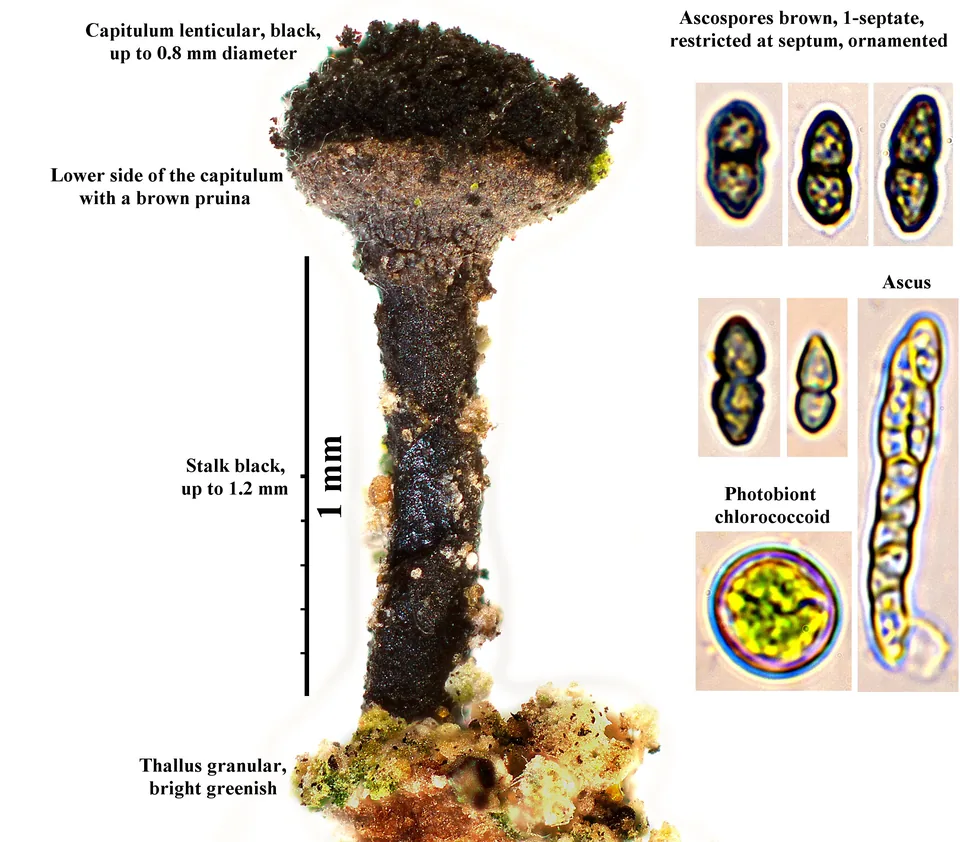 Capitulum lenticular, black,
up to 0.8 mm diameter
Ascospores brown, 1-septate,
restricted at septum, ornamented
Lower side of the capitulum
with a brown pruina
Ascus
1 mm
Stalk black,
up to 1.2 mm
Photobiont
chlorococcoid
Thallus granular,
bright greenish